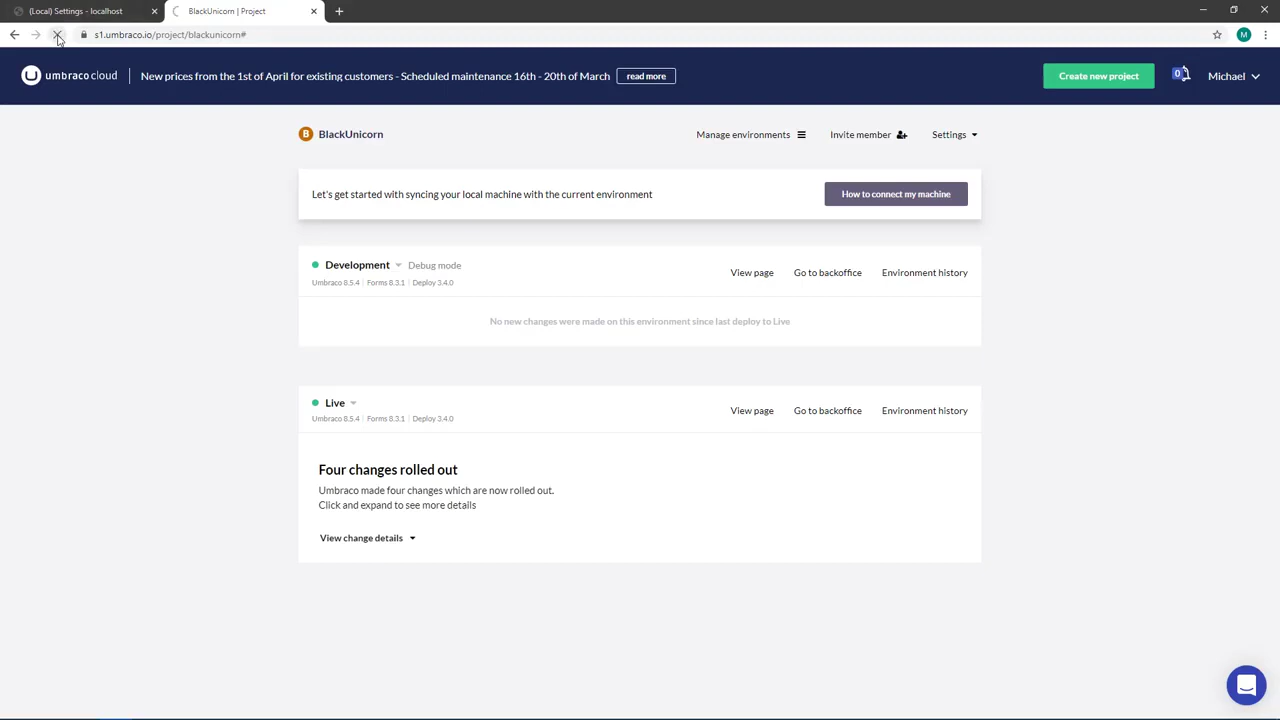 (Local) Settings - localhost
BlackUnicorn | Project
s1.umbraco.io/project/blackunicorn#
M
umbraco cloud
New prices from the 1st of April for existing customers - Scheduled maintenance 16th - 20th of March
read more
Create new project
0
Michael
B BlackUnicorn
Manage environments
Invite member
Settings
Let's get started with syncing your local machine with the current environment
How to connect my machine
Development
Debug mode
View page
Go to backoffice
Environment history
Umbraco 8.5.4 | Forms 8.3.1 | Deploy 3.4.0
No new changes were made on this environment since last deploy to Live
Live
View page
Go to backoffice
Environment history
Umbraco 8.5.4 | Forms 8.3.1 | Deploy 3.4.0
Four changes rolled out
Umbraco made four changes which are now rolled out.
Click and expand to see more details
View change details